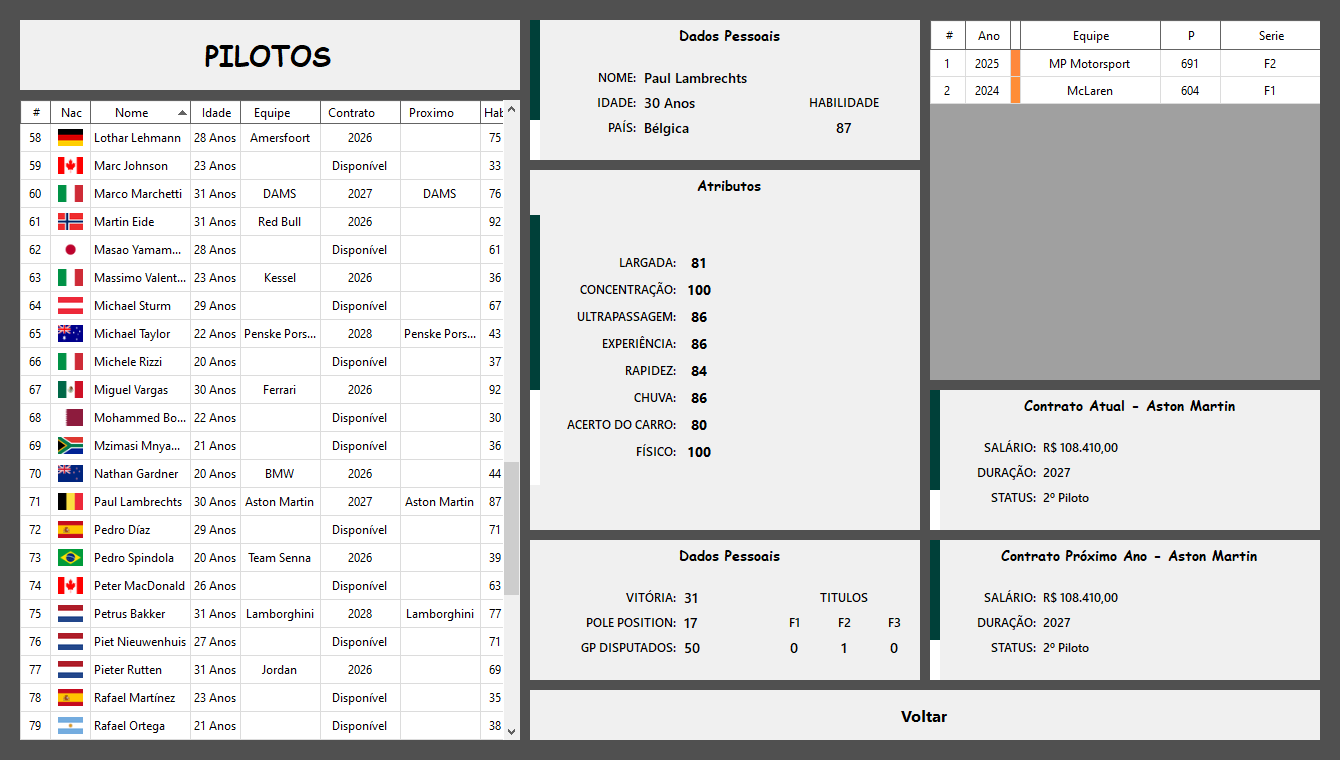 PILOTOS
# Nac Nome Idade Equipe Contrato Proximo Hab
58 Lothar Lehmann 28 Anos Amersfoort 2026 75
59 Marc Johnson 23 Anos Disponível 33
60 Marco Marchetti 31 Anos DAMS 2027 DAMS 76
61 Martin Eide 31 Anos Red Bull 2026 92
62 Masao Yamam... 28 Anos Disponível 61
63 Massimo Valent... 23 Anos Kessel 2026 36
64 Michael Sturm 29 Anos Disponível 67
65 Michael Taylor 22 Anos Penske Pors... 2028 Penske Pors... 43
66 Michele Rizzi 20 Anos Disponível 37
67 Miguel Vargas 30 Anos Ferrari 2026 92
68 Mohammed Bo... 22 Anos Disponível 30
69 Mzimasi Mnya... 21 Anos Disponível 36
70 Nathan Gardner 20 Anos BMW 2026 44
71 Paul Lambrechts 30 Anos Aston Martin 2027 Aston Martin 87
72 Pedro Díaz 29 Anos Disponível 71
73 Pedro Spindola 20 Anos Team Senna 2026 39
74 Peter MacDonald 26 Anos Disponível 63
75 Petrus Bakker 31 Anos Lamborghini 2028 Lamborghini 77
76 Piet Nieuwenhuis 27 Anos Disponível 71
77 Pieter Rutten 31 Anos Jordan 2026 69
78 Rafael Martínez 23 Anos Disponível 35
79 Rafael Ortega 21 Anos Disponível 38
Dados Pessoais
NOME: Paul Lambrechts
IDADE: 30 Anos HABILIDADE
PAÍS: Bélgica 87
Atributos
LARGADA: 81
CONCENTRAÇÃO: 100
ULTRAPASSAGEM: 86
EXPERIÊNCIA: 86
RAPIDEZ: 84
CHUVA: 86
ACERTO DO CARRO: 80
FÍSICO: 100
Dados Pessoais
VITÓRIA: 31 TITULOS
POLE POSITION: 17 F1 F2 F3
GP DISPUTADOS: 50 0 1 0
# Ano Equipe P Serie
1 2025 MP Motorsport 691 F2
2 2024 McLaren 604 F1
Contrato Atual - Aston Martin
SALÁRIO: R$ 108.410,00
DURAÇÃO: 2027
STATUS: 2º Piloto
Contrato Próximo Ano - Aston Martin
SALÁRIO: R$ 108.410,00
DURAÇÃO: 2027
STATUS: 2º Piloto
Voltar